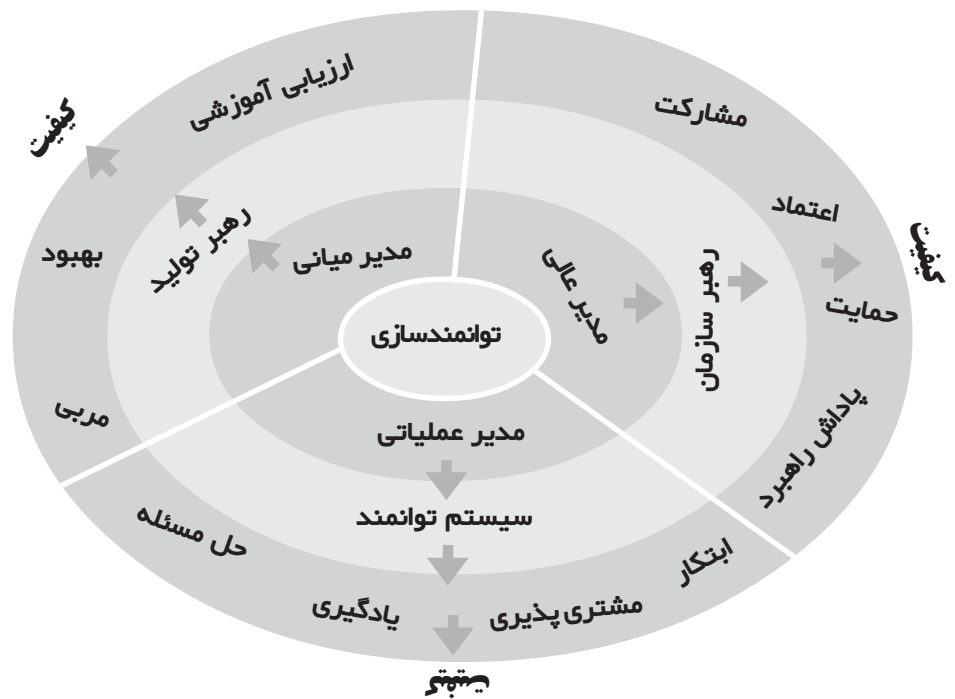 توانمندسازی
مدیر عالی
رهبر سازمان
مشارکت
اعتماد
حمایت
پاداش راهبرد
کیفیت
مدیر میانی
رهبر تولید
ارزیابی آموزشی
بهبود
مربی
کیفیت
مدیر عملیاتی
سیستم توانمند
حل مسئله
یادگیری
مشتری پذیری
ابتکار
کیفیت